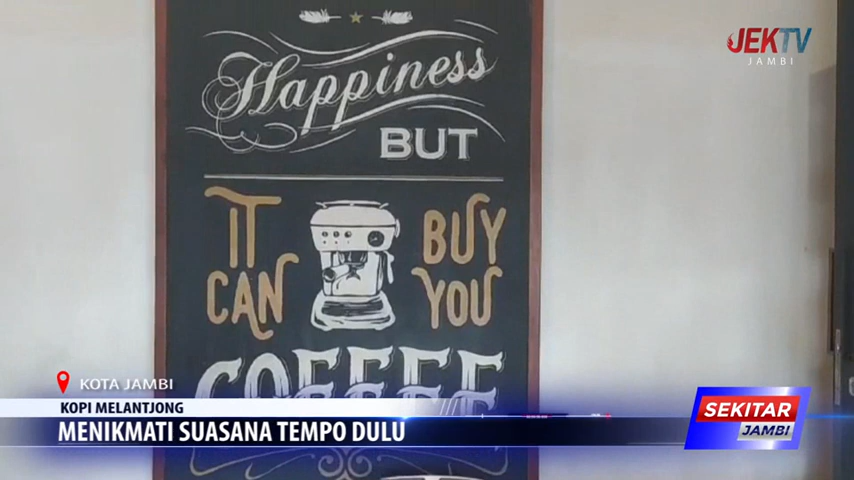 JEKTV
JAMBI
Happiness
BUT
IT CAN
BUY YOU
COFFEE
KOTA JAMBI
KOPI MELANTJONG
MENIKMATI SUASANA TEMPO DULU
SEKITAR
JAMBI